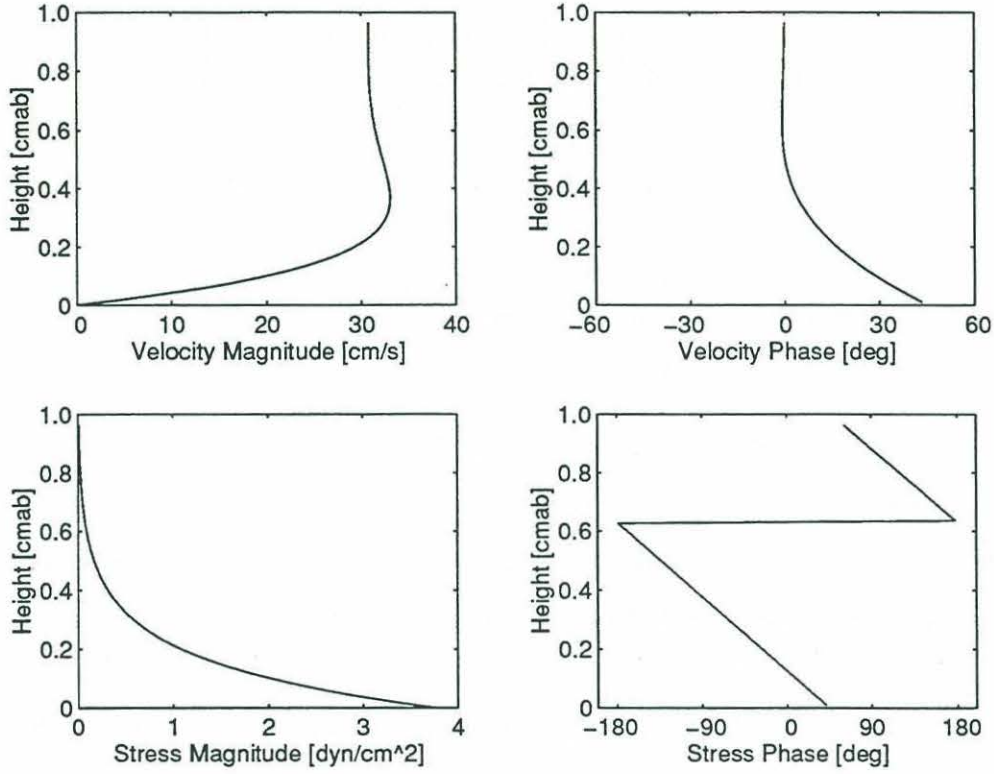 1.0
0.8
0.6
0.4
0.2
0
Height [cmab]
0 10 20 30 40
Velocity Magnitude [cm/s]
1.0
0.8
0.6
0.4
0.2
0
Height [cmab]
−60 −30 0 30 60
Velocity Phase [deg]
1.0
0.8
0.6
0.4
0.2
0
Height [cmab]
0 1 2 3 4
Stress Magnitude [dyn/cm^2]
1.0
0.8
0.6
0.4
0.2
0
Height [cmab]
−180 −90 0 90 180
Stress Phase [deg]